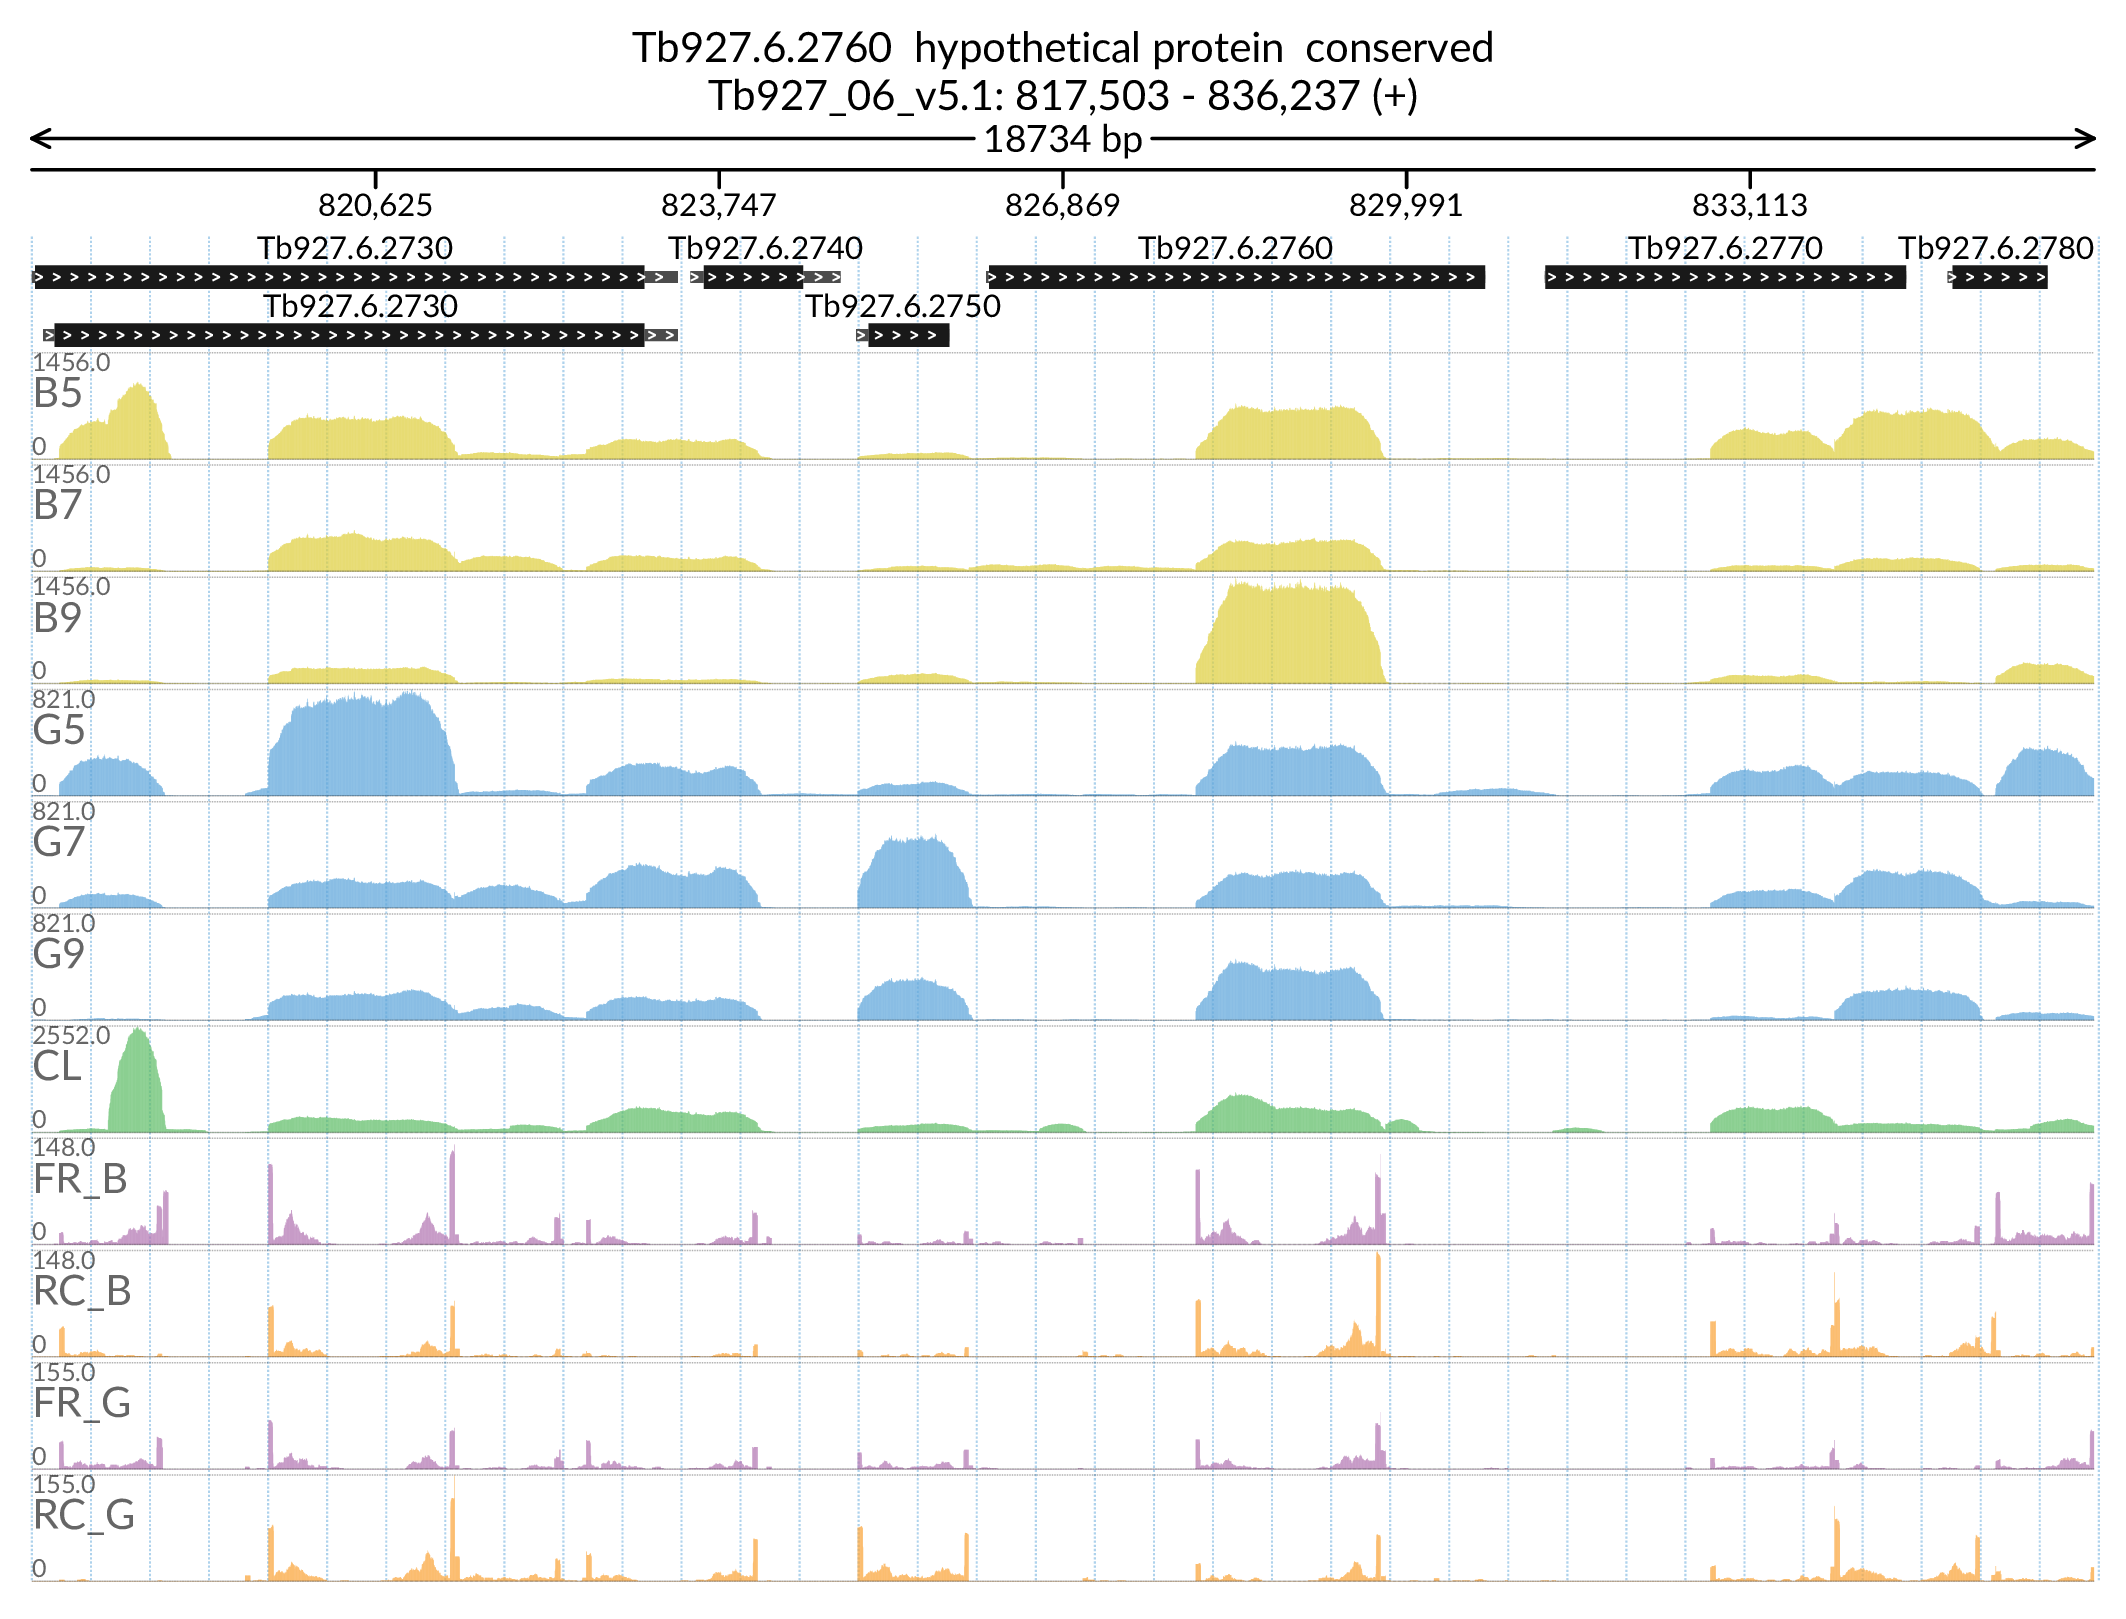 Tb927.6.2760  hypothetical protein  conserved
Tb927_06_v5.1: 817,503 - 836,237 (+)
18734 bp
820,625 823,747 826,869 829,991 833,113
Tb927.6.2730 Tb927.6.2740 Tb927.6.2760 Tb927.6.2770 Tb927.6.2780
Tb927.6.2730 Tb927.6.2750
1456.0
B5
0
1456.0
B7
0
1456.0
B9
0
821.0
G5
0
821.0
G7
0
821.0
G9
0
25552.0
CL
0
148.0
FR_B
0
148.0
RC_B
0
155.0
FR_G
0
155.0
RC_G
0